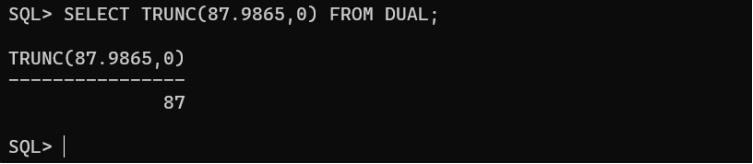 SQL> SELECT TRUNC(87.9865,0) FROM DUAL;
TRUNC(87.9865,0)
----------------
87
SQL>